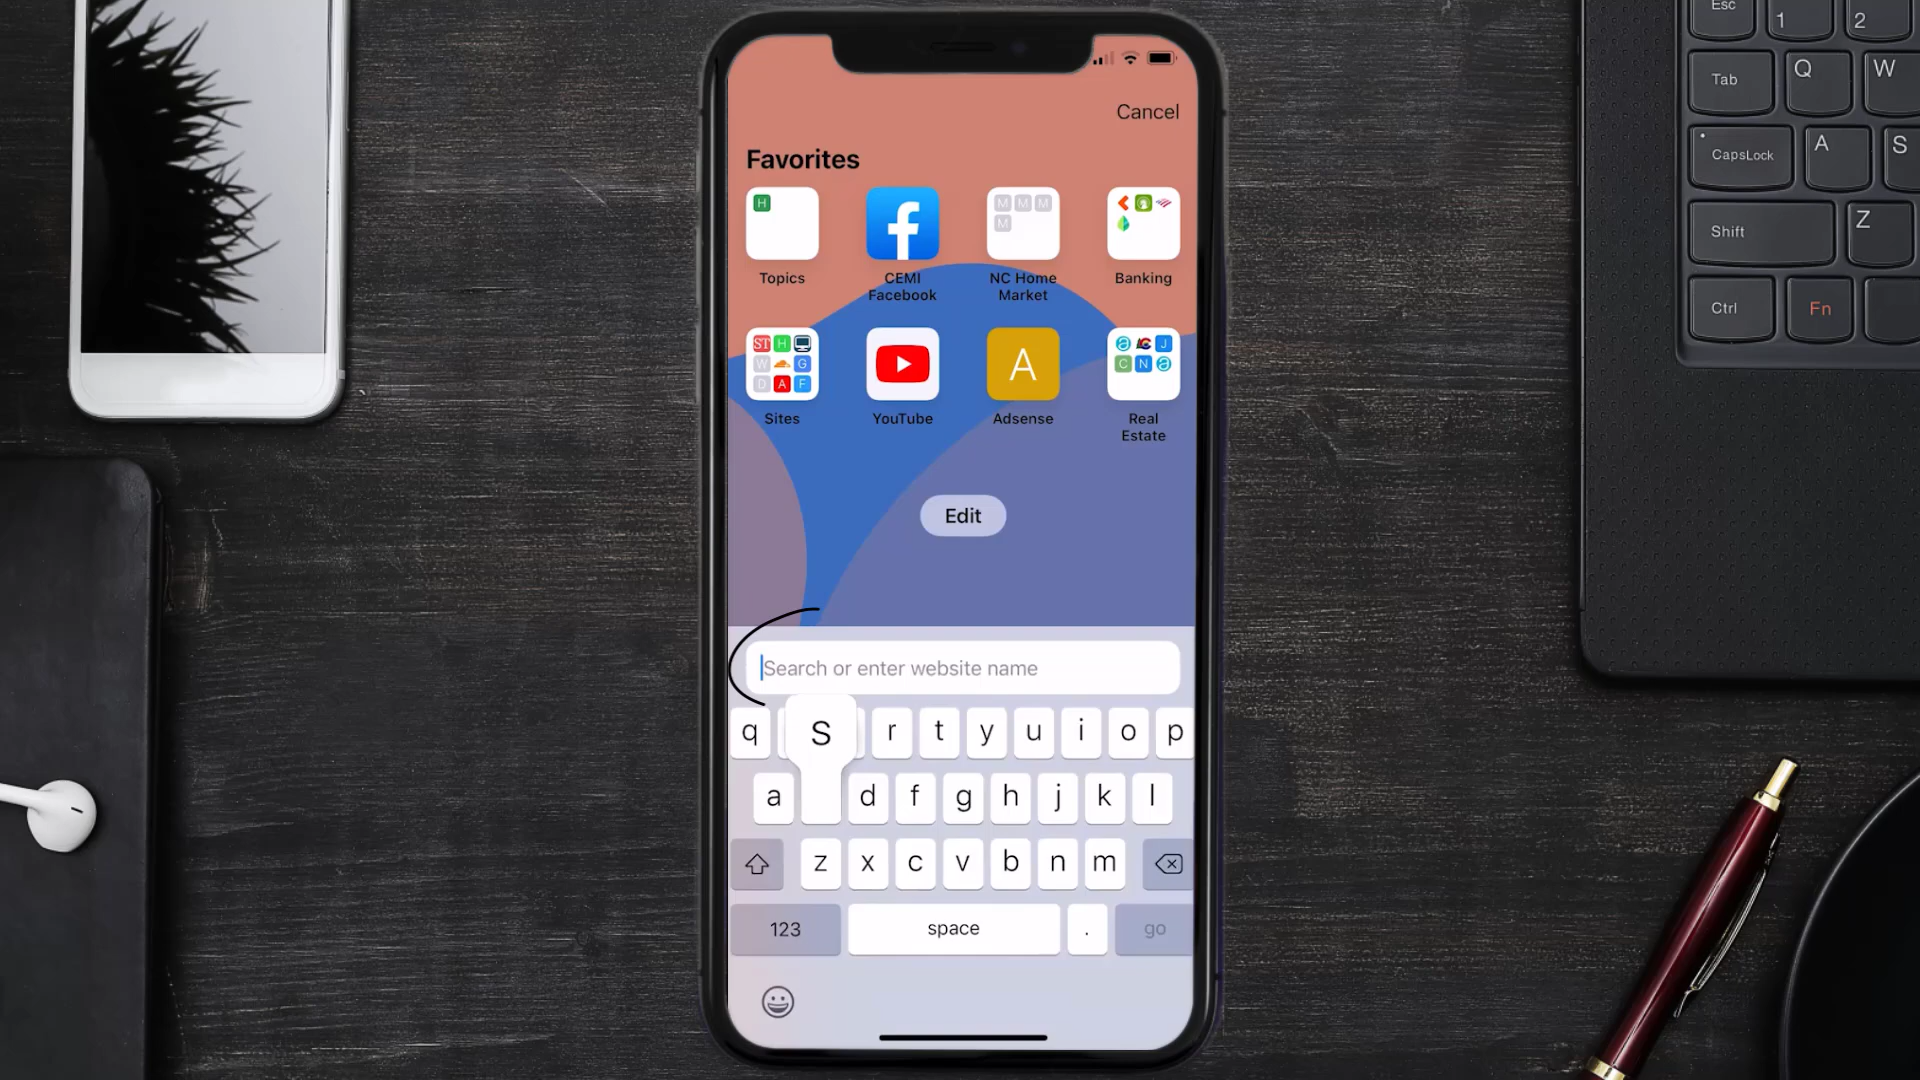 Cancel
Favorites
H
M M M
M
Topics
CEMI
Facebook
NC Home
Market
Banking
ST H
W G
D A F
A
J
C N
Sites
YouTube
Adsense
Real
Estate
Edit
Search or enter website name
q S r t y u i o p
a d f g h j k l
z x c v b n m
123 space . go
Esc 1 2
Tab Q W
CapsLock A S
Shift Z
Ctrl Fn